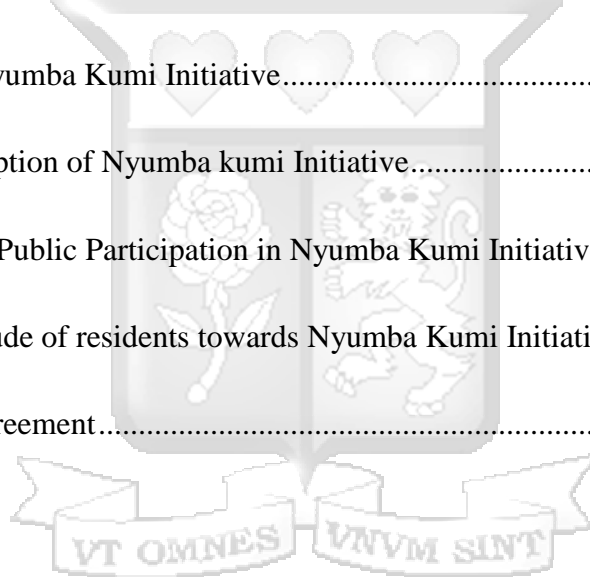 yumba Kumi Initiative
ption of Nyumba kumi Initiative
Public Participation in Nyumba Kumi Initiativ
ude of residents towards Nyumba Kumi Initiati
reement
VT OMNES VNVM SINT